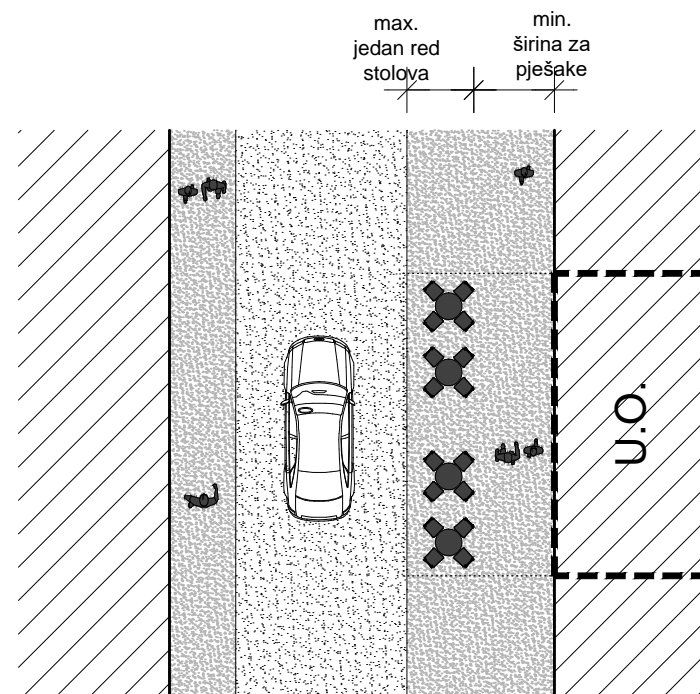 max.
jedan red
stolova
min.
širina za
pješake
U.O.